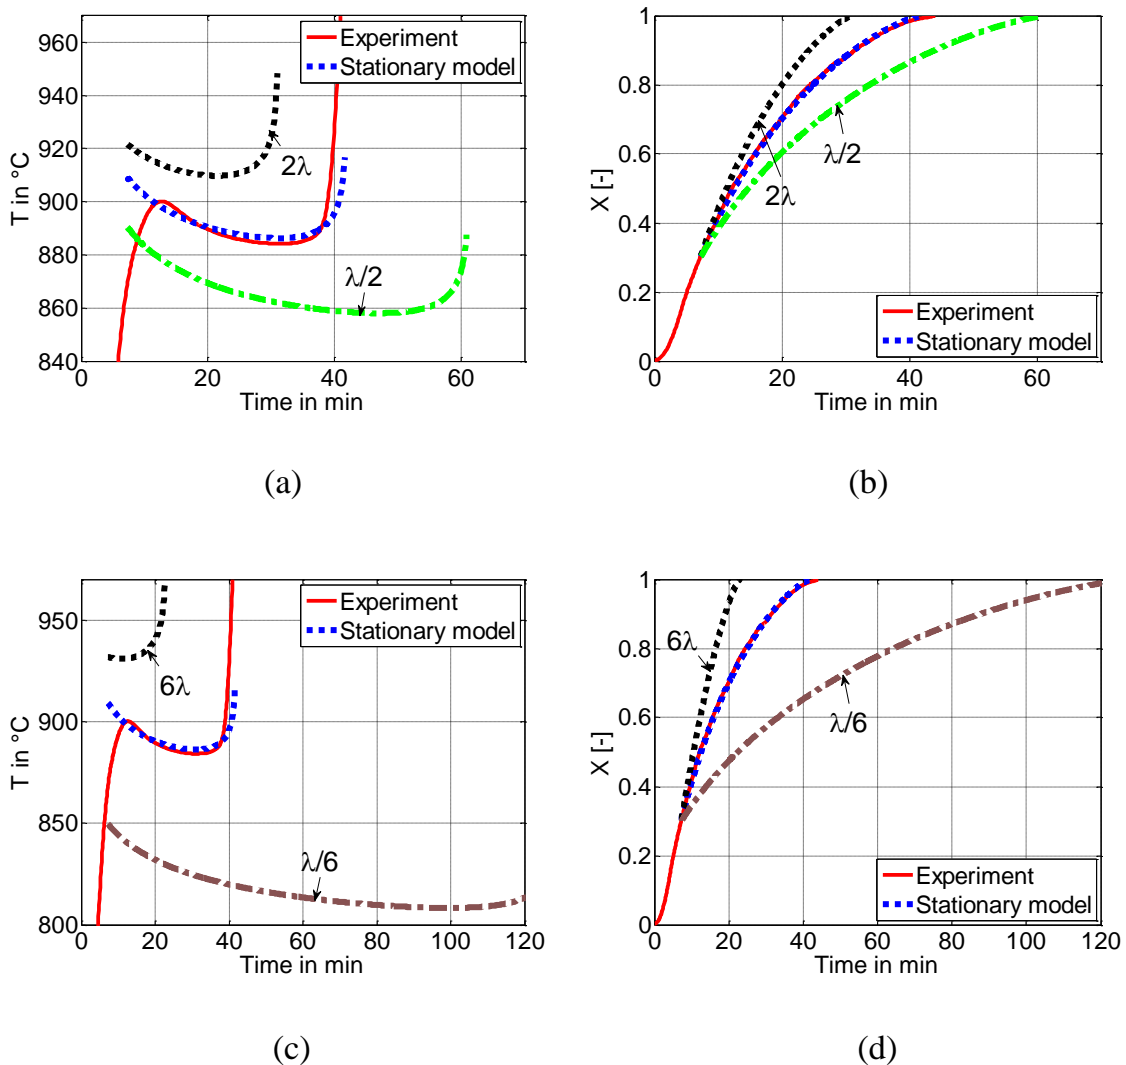 T in °C
960
940
920
900
880
860
840
0
20
40
60
Time in min
Experiment
Stationary model
2λ
λ/2
(a)
X [-]
1
0.8
0.6
0.4
0.2
0
0
20
40
60
Time in min
λ/2
2λ
Experiment
Stationary model
(b)
T in °C
950
900
850
800
0
20
40
60
80
100
120
Time in min
Experiment
Stationary model
6λ
λ/6
(c)
X [-]
1
0.8
0.6
0.4
0.2
0
0
20
40
60
80
100
120
Time in min
6λ
λ/6
Experiment
Stationary model
(d)